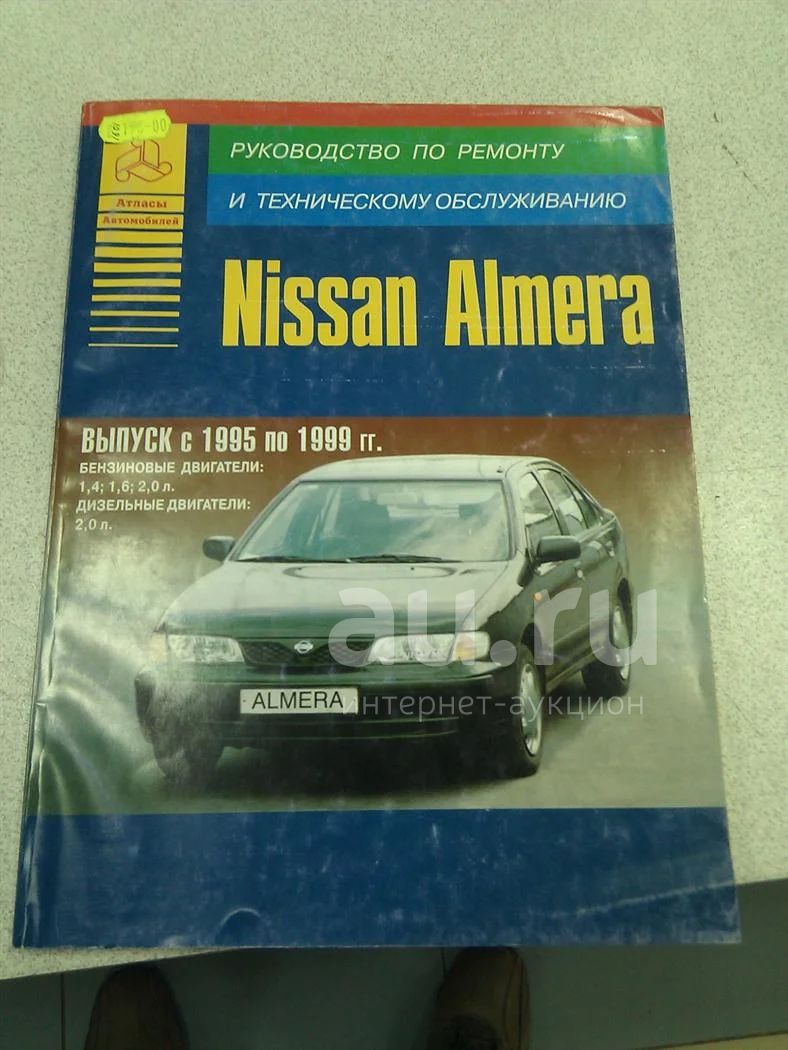 РУКОВОДСТВО ПО РЕМОНТУ
И ТЕХНИЧЕСКОМУ ОБСЛУЖИВАНИЮ
Атласы
Автомобилей
Nissan Almera
ВЫПУСК с 1995 по 1999 гг.
БЕНЗИНОВЫЕ ДВИГАТЕЛИ:
1,4; 1,6; 2,0 л.
ДИЗЕЛЬНЫЕ ДВИГАТЕЛИ:
2,0 л.
au.ru
интернет-аукцион
ALMERA